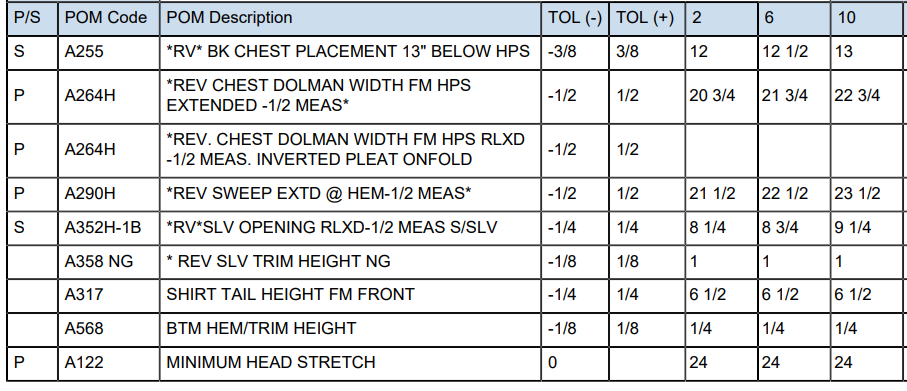 P/S POM Code POM Description TOL (-) TOL (+) 2 6 10
S A255 *RV* BK CHEST PLACEMENT 13" BELOW HPS -3/8 3/8 12 12 1/2 13
P A264H *REV CHEST DOLMAN WIDTH FM HPS
EXTENDED -1/2 MEAS* -1/2 1/2 20 3/4 21 3/4 22 3/4
P A264H *REV. CHEST DOLMAN WIDTH FM HPS RLXD
-1/2 MEAS. INVERTED PLEAT ONFOLD -1/2 1/2
P A290H *REV SWEEP EXTD @ HEM-1/2 MEAS* -1/2 1/2 21 1/2 22 1/2 23 1/2
S A352H-1B *RV*SLV OPENING RLXD-1/2 MEAS S/SLV -1/4 1/4 8 1/4 8 3/4 9 1/4
A358 NG * REV SLV TRIM HEIGHT NG -1/8 1/8 1 1 1
A317 SHIRT TAIL HEIGHT FM FRONT -1/4 1/4 6 1/2 6 1/2 6 1/2
A568 BTM HEM/TRIM HEIGHT -1/8 1/8 1/4 1/4 1/4
P A122 MINIMUM HEAD STRETCH 0 24 24 24